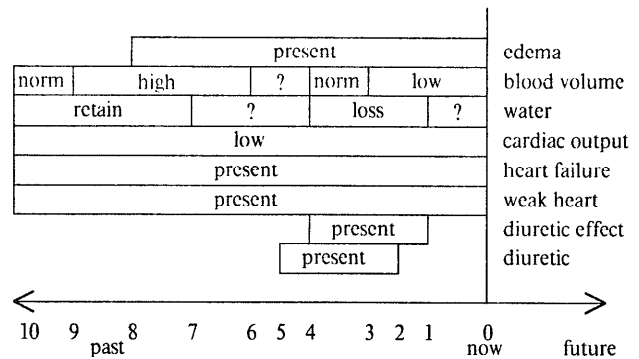 present edema
norm high ? norm low blood volume
retain ? loss ? water
low cardiac output
present heart failure
present weak heart
present diuretic effect
present diuretic
10 9 8 7 6 5 4 3 2 1 0
past now future